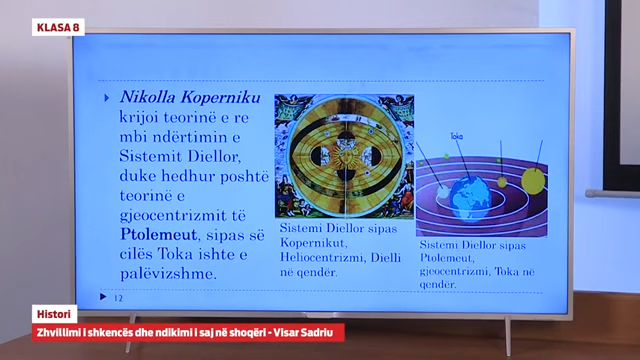 KLASA 8
Nikolla Koperniku
krijoi teorinë e re
mbi ndërtimin e
Sistemit Diellor,
duke hedhur poshtë
teorinë e
gjeocentrizmit të
Ptolemeut, sipas së
cilës Toka ishte e
palëvizshme.
Sistemi Diellor sipas
Kopernikut,
Heliocentrizmi, Dielli
në qendër.
Toka
Sistemi Diellor sipas
Ptolemeut,
gjeocentrizmi, Toka në
qendër.
12
Histori
Zhvillimi i shkencës dhe ndikimi i saj në shoqëri - Visar Sadriu